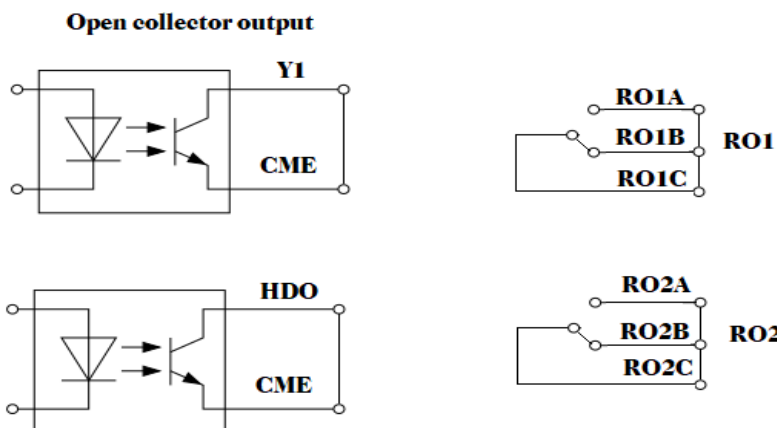 Open collector output
Y1
CME
RO1A
RO1B
RO1
RO1C
HDO
CME
RO2A
RO2B
RO2
RO2C